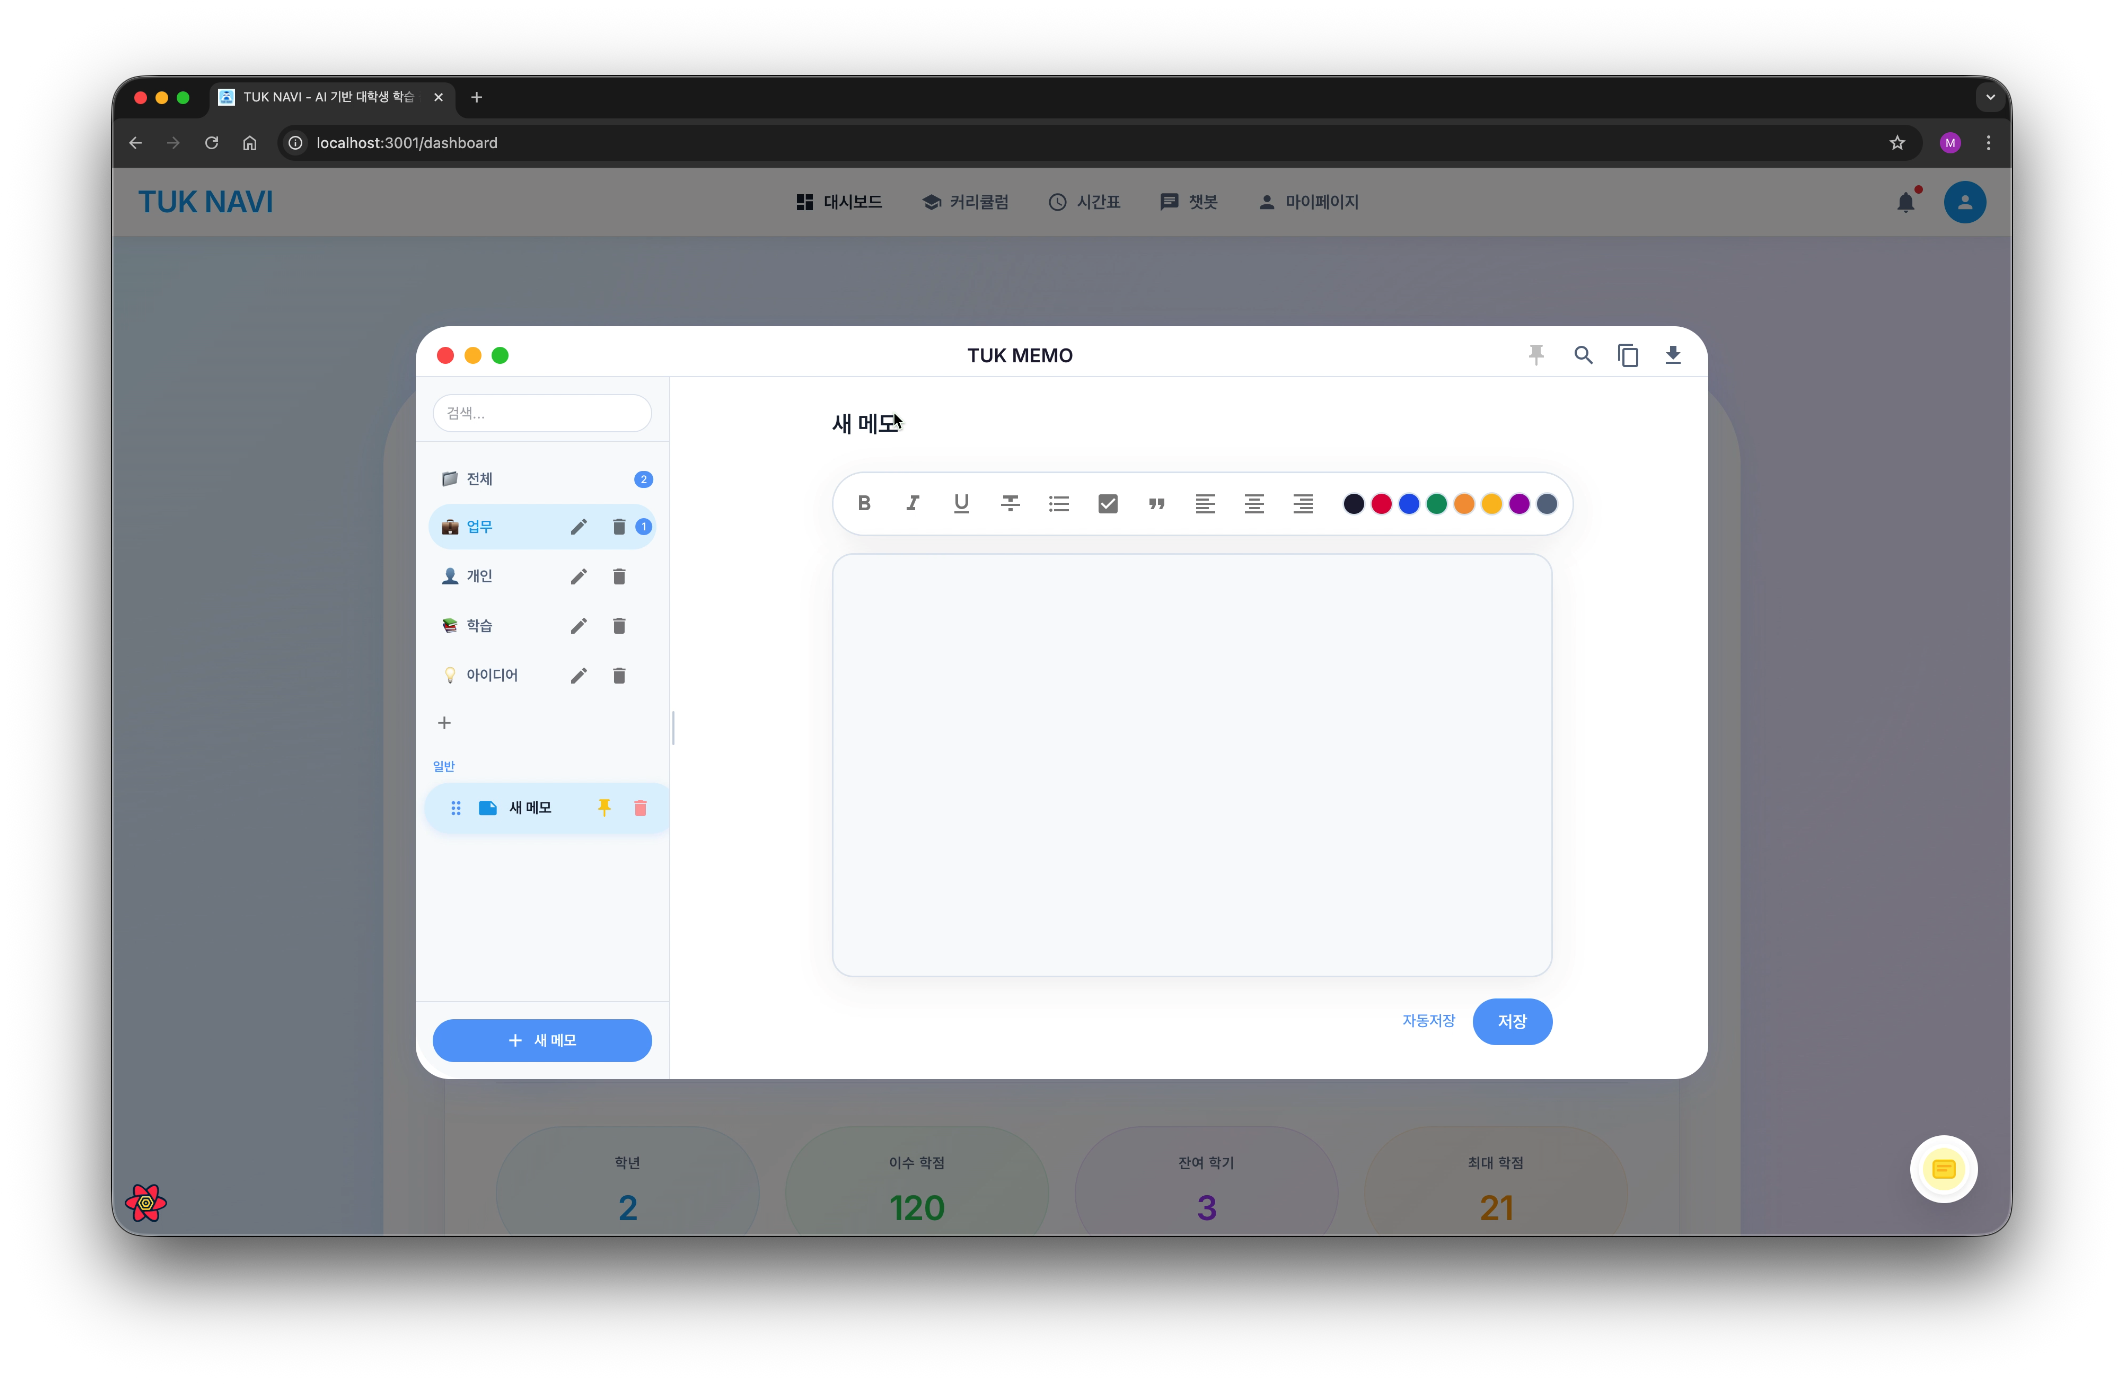 TUK NAVI - AI 기반 대학생 학습
localhost:3001/dashboard
M
TUK NAVI
대시보드
커리큘럼
시간표
챗봇
마이페이지
TUK MEMO
검색...
전체
2
업무
1
개인
학습
아이디어
일반
새 메모
새 메모
새 메모
B
I
U
자동저장
저장
학년
2
이수 학점
120
잔여 학기
3
최대 학점
21